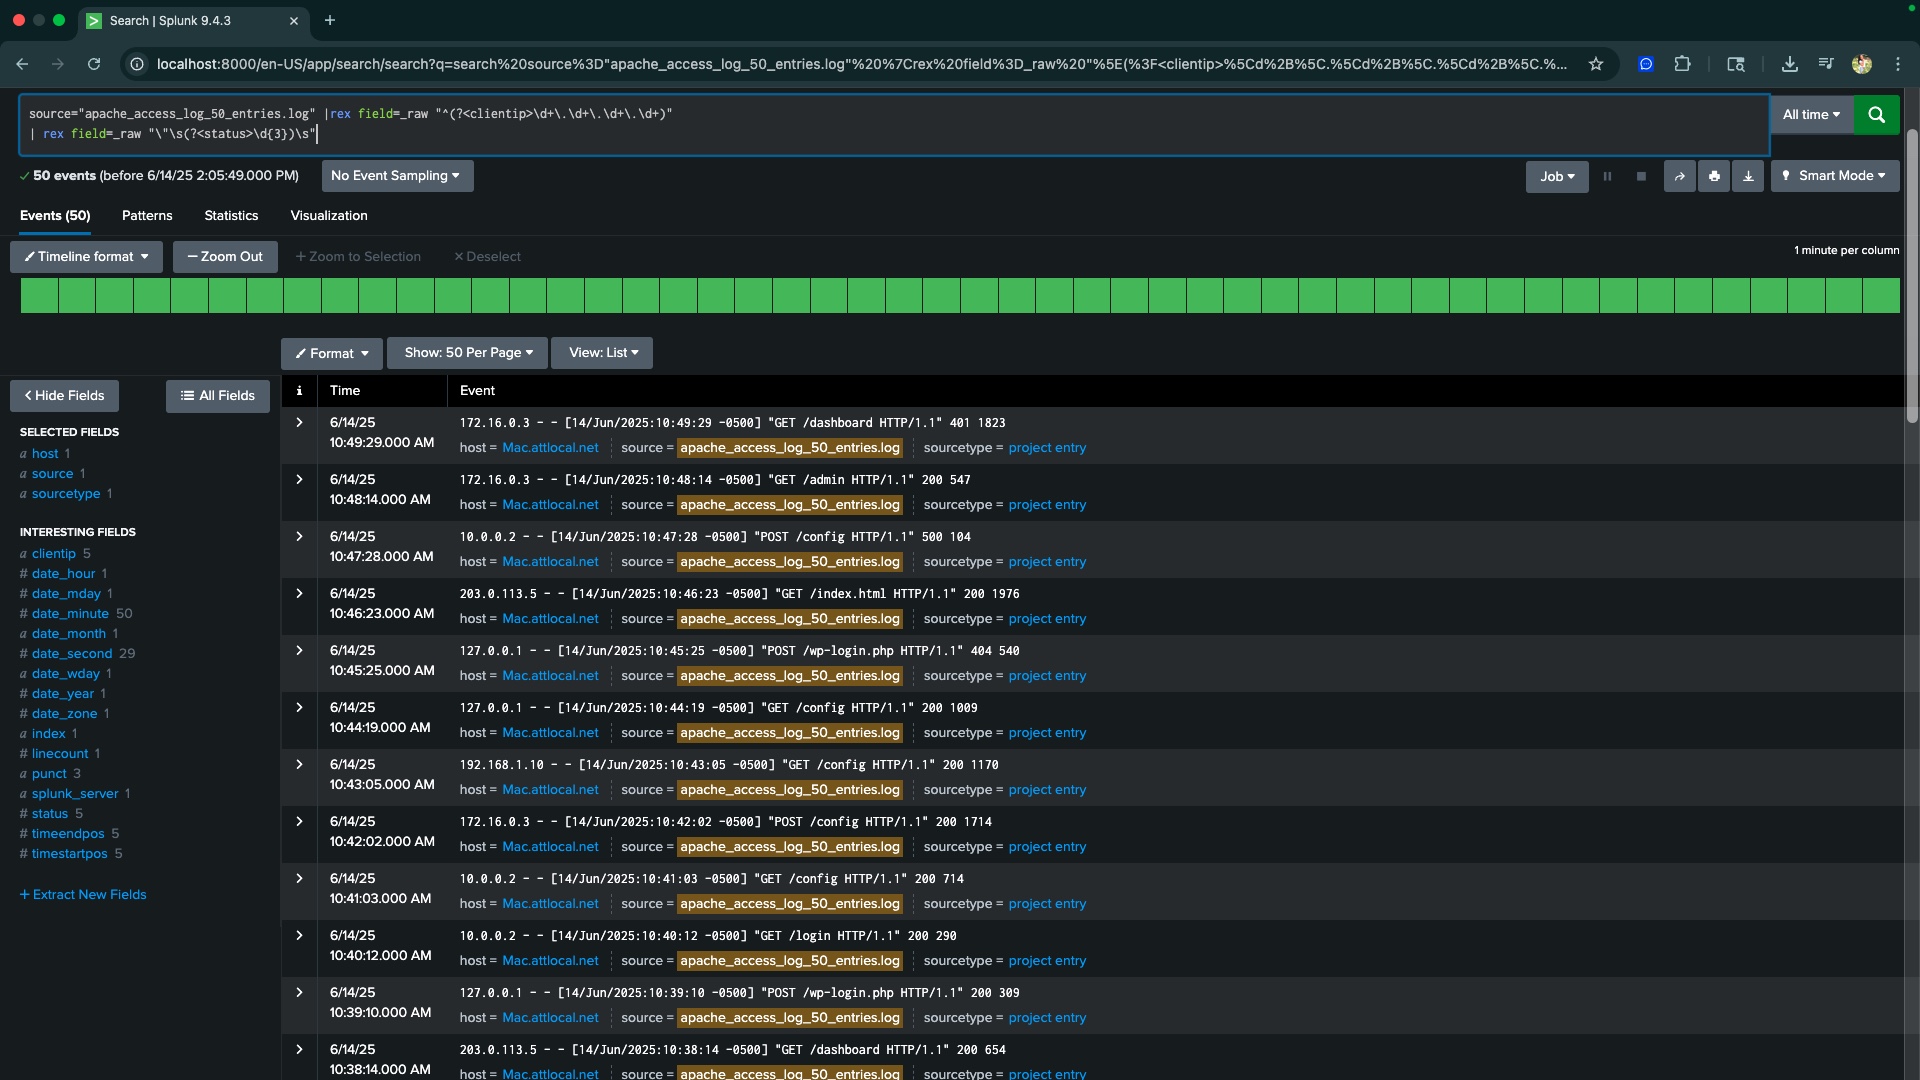 Search | Splunk 9.4.3
localhost:8000/en-US/app/search/search?q=search%20source%3D"apache_access_log_50_entries.log"%20%7Crex%20field%3D_raw%20"%5E(%3F<clientip>%5Cd%2B%5C.%5Cd%2B%5C.%5Cd%2B%5C.%...
source="apache_access_log_50_entries.log" |rex field=_raw "^(?<clientip>\d+\.\d+\.\d+\.\d+)"
| rex field=_raw "\"\s(?<status>\d{3})\s"
All time
50 events (before 6/14/25 2:05:49.000 PM)
No Event Sampling
Job
Smart Mode
Events (50) Patterns Statistics Visualization
Timeline format
— Zoom Out
+ Zoom to Selection
× Deselect
1 minute per column
Format
Show: 50 Per Page
View: List
< Hide Fields
All Fields
i Time Event
SELECTED FIELDS
a host 1
a source 1
a sourcetype 1
INTERESTING FIELDS
a clientip 5
# date_hour 1
# date_mday 1
# date_minute 50
a date_month 1
# date_second 29
a date_wday 1
# date_year 1
# date_zone 1
a index 1
# linecount 1
a punct 3
a splunk_server 1
# status 5
# timeendpos 5
# timestartpos 5
+ Extract New Fields
6/14/25
10:49:29.000 AM
172.16.0.3 - - [14/Jun/2025:10:49:29 -0500] "GET /dashboard HTTP/1.1" 401 1823
host = Mac.attlocal.net source = apache_access_log_50_entries.log sourcetype = project entry
6/14/25
10:48:14.000 AM
172.16.0.3 - - [14/Jun/2025:10:48:14 -0500] "GET /admin HTTP/1.1" 200 547
host = Mac.attlocal.net source = apache_access_log_50_entries.log sourcetype = project entry
6/14/25
10:47:28.000 AM
10.0.0.2 - - [14/Jun/2025:10:47:28 -0500] "POST /config HTTP/1.1" 500 104
host = Mac.attlocal.net source = apache_access_log_50_entries.log sourcetype = project entry
6/14/25
10:46:23.000 AM
203.0.113.5 - - [14/Jun/2025:10:46:23 -0500] "GET /index.html HTTP/1.1" 200 1976
host = Mac.attlocal.net source = apache_access_log_50_entries.log sourcetype = project entry
6/14/25
10:45:25.000 AM
127.0.0.1 - - [14/Jun/2025:10:45:25 -0500] "POST /wp-login.php HTTP/1.1" 404 540
host = Mac.attlocal.net source = apache_access_log_50_entries.log sourcetype = project entry
6/14/25
10:44:19.000 AM
127.0.0.1 - - [14/Jun/2025:10:44:19 -0500] "GET /config HTTP/1.1" 200 1009
host = Mac.attlocal.net source = apache_access_log_50_entries.log sourcetype = project entry
6/14/25
10:43:05.000 AM
192.168.1.10 - - [14/Jun/2025:10:43:05 -0500] "GET /config HTTP/1.1" 200 1170
host = Mac.attlocal.net source = apache_access_log_50_entries.log sourcetype = project entry
6/14/25
10:42:02.000 AM
172.16.0.3 - - [14/Jun/2025:10:42:02 -0500] "POST /config HTTP/1.1" 200 1714
host = Mac.attlocal.net source = apache_access_log_50_entries.log sourcetype = project entry
6/14/25
10:41:03.000 AM
10.0.0.2 - - [14/Jun/2025:10:41:03 -0500] "GET /config HTTP/1.1" 200 714
host = Mac.attlocal.net source = apache_access_log_50_entries.log sourcetype = project entry
6/14/25
10:40:12.000 AM
10.0.0.2 - - [14/Jun/2025:10:40:12 -0500] "GET /login HTTP/1.1" 200 290
host = Mac.attlocal.net source = apache_access_log_50_entries.log sourcetype = project entry
6/14/25
10:39:10.000 AM
127.0.0.1 - - [14/Jun/2025:10:39:10 -0500] "POST /wp-login.php HTTP/1.1" 200 309
host = Mac.attlocal.net source = apache_access_log_50_entries.log sourcetype = project entry
6/14/25
10:38:14.000 AM
203.0.113.5 - - [14/Jun/2025:10:38:14 -0500] "GET /dashboard HTTP/1.1" 200 654
host = Mac.attlocal.net source = apache_access_log_50_entries.log sourcetype = project entry